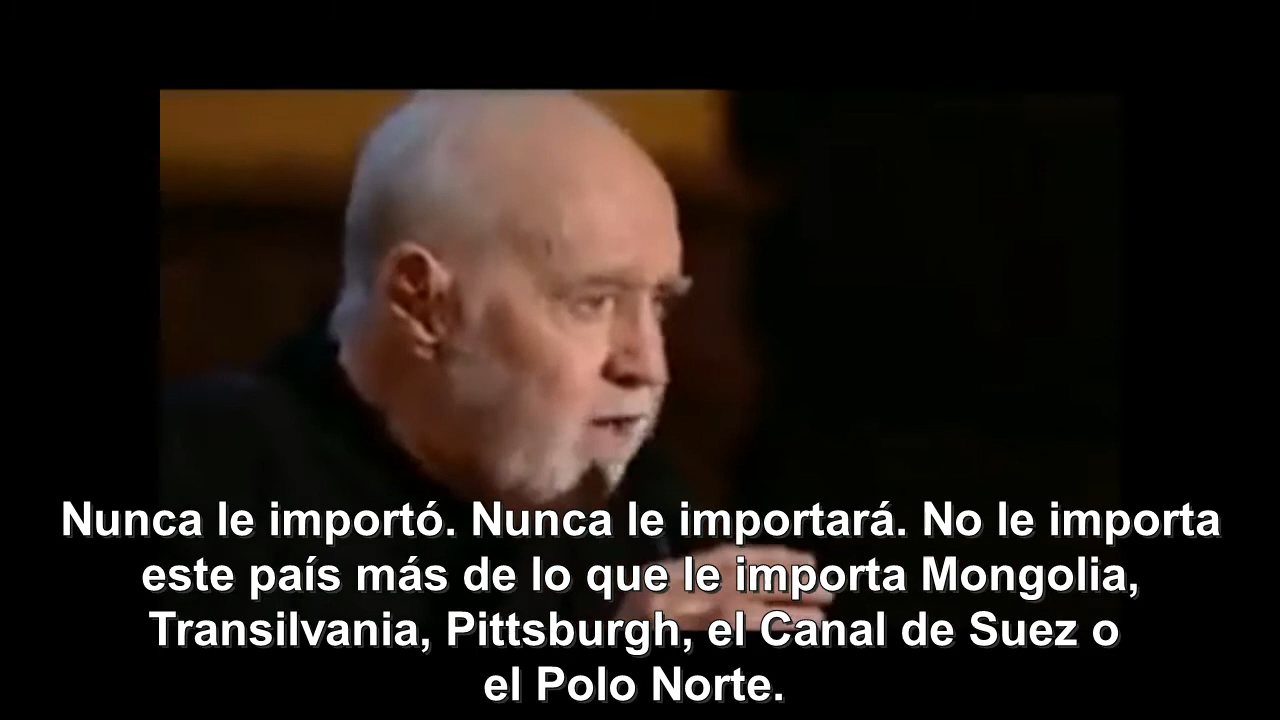 Nunca le importó. Nunca le importará. No le importa
este país más de lo que le importa Mongolia,
Transilvania, Pittsburgh, el Canal de Suez o
el Polo Norte.